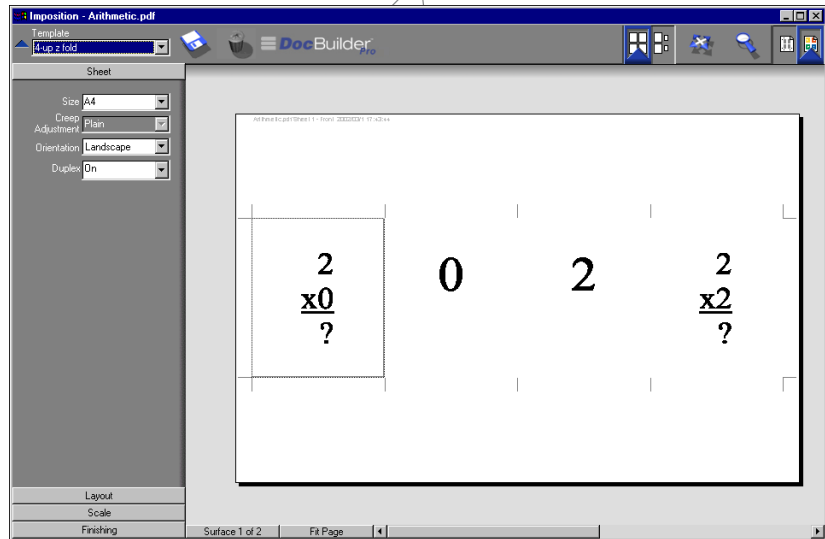 Imposition - Arithmetic.pdf
Template
4-up z fold
DocBuilder Pro
Sheet
Size A4
Creep Adjustment Plain
Orientation Landscape
Duplex On
2
x0
?
0
2
2
x2
?
Layout
Scale
Finishing
Surface 1 of 2
Fit Page